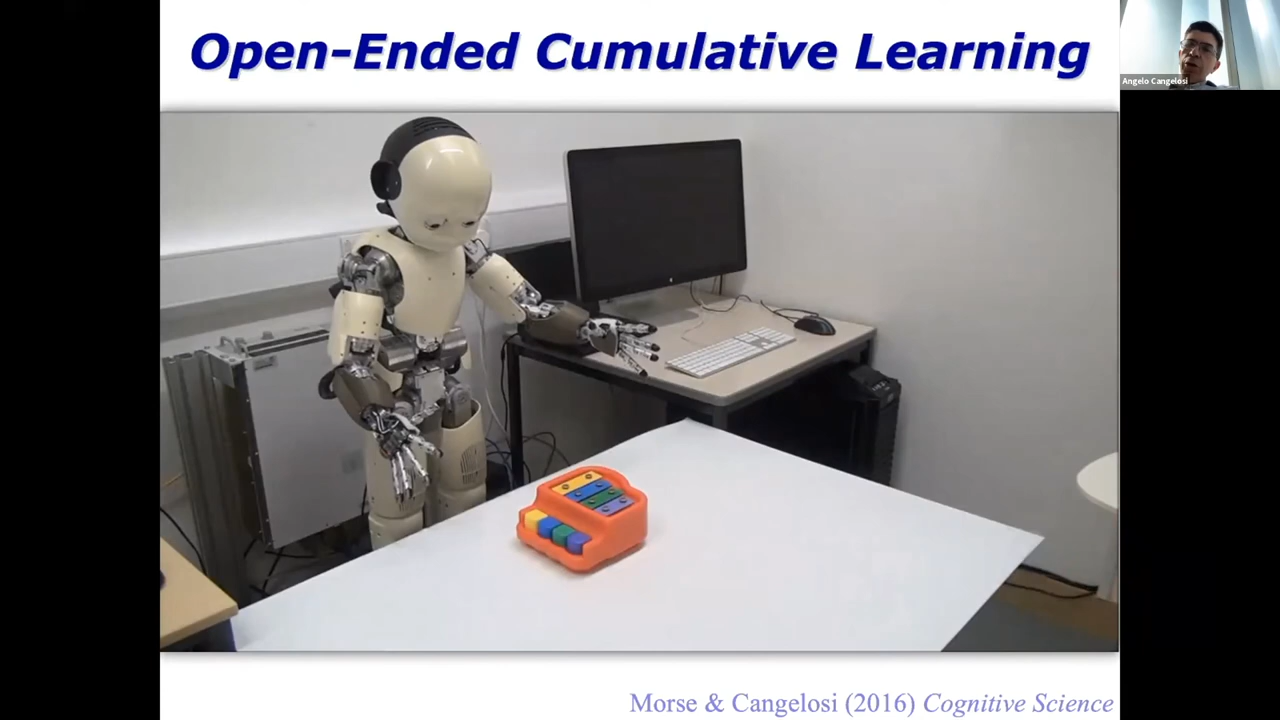 Open-Ended Cumulative Learning
Angelo Cangelosi
Morse & Cangelosi (2016) Cognitive Science